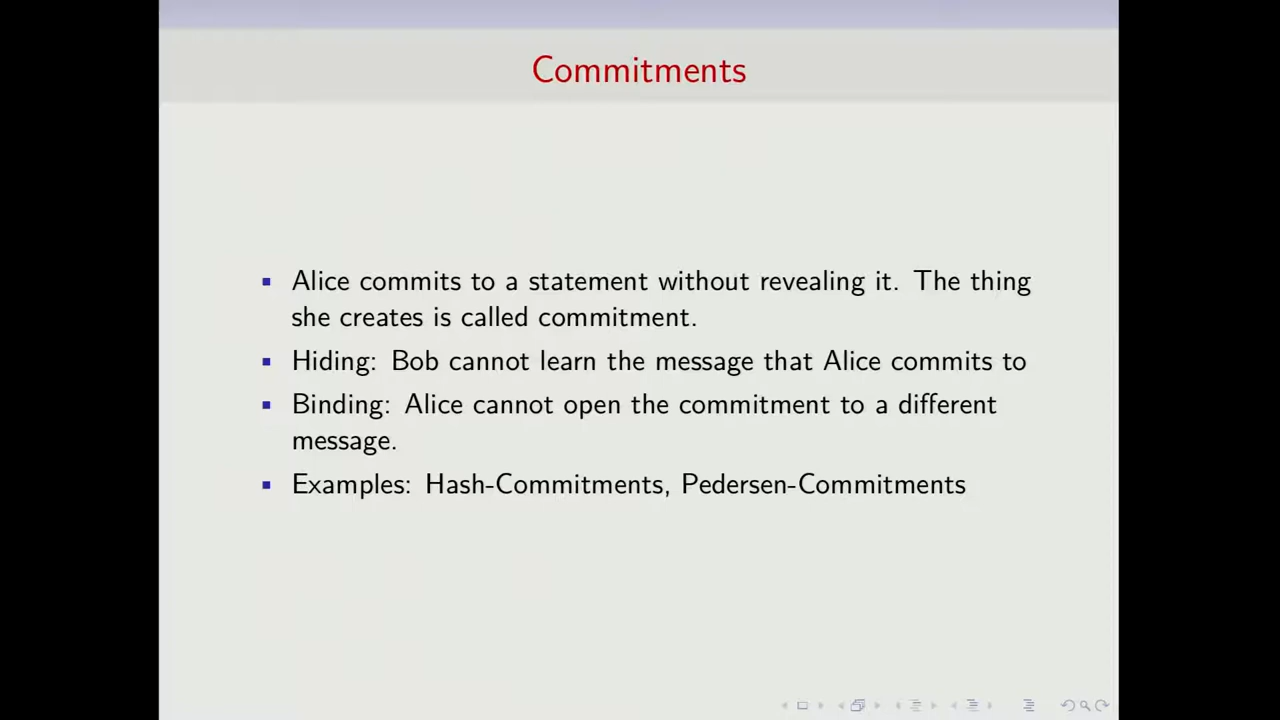 Commitments
Alice commits to a statement without revealing it. The thing
she creates is called commitment.
Hiding: Bob cannot learn the message that Alice commits to
Binding: Alice cannot open the commitment to a different
message.
Examples: Hash-Commitments, Pedersen-Commitments